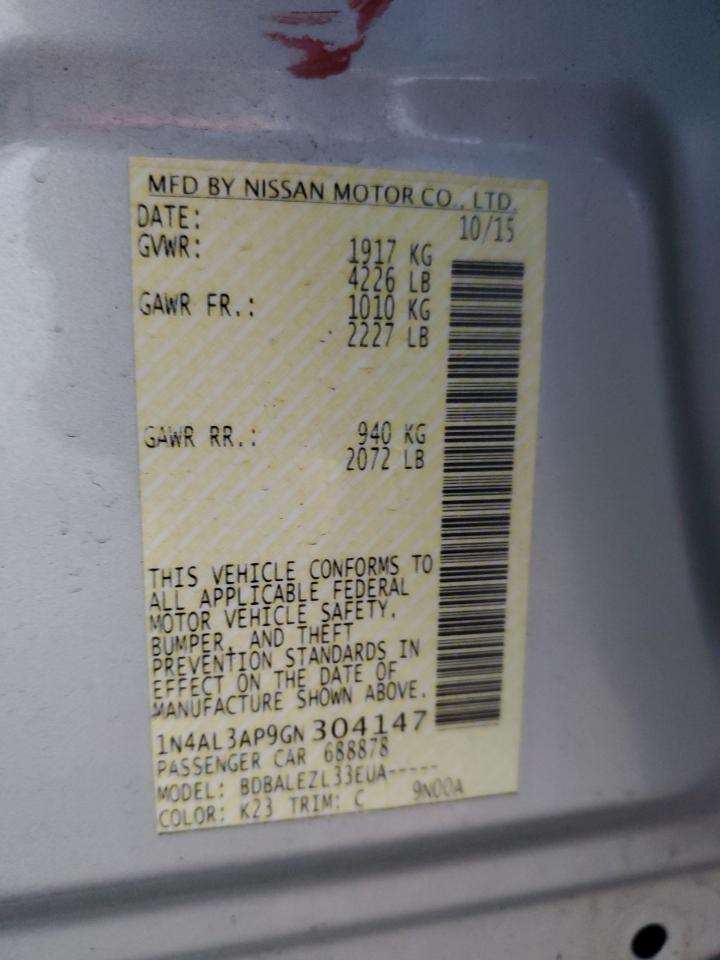 MFD BY NISSAN MOTOR CO., LTD.
DATE: 10/15
GVWR: 1917 KG
4226 LB
GAWR FR.: 1010 KG
2227 LB
GAWR RR.: 940 KG
2072 LB
THIS VEHICLE CONFORMS TO
ALL APPLICABLE FEDERAL
MOTOR VEHICLE SAFETY,
BUMPER, AND THEFT
PREVENTION STANDARDS IN
EFFECT ON THE DATE OF
MANUFACTURE SHOWN ABOVE.
1N4AL3AP9GN 304147
PASSENGER CAR 688878
MODEL: BDBALEZL33EUA-----
COLOR: K23 TRIM: C 9N00A